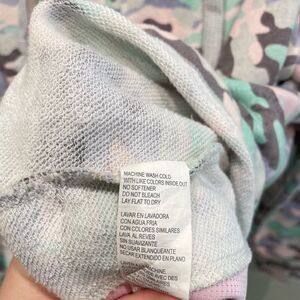 MACHINE WASH COLD
WITH LIKE COLORS INSIDE OUT
NO SOFTENER
DO NOT BLEACH
LAY FLAT TO DRY
LAVAR EN LAVADORA
CON AGUA FRIA
CON COLORES SIMILARES
LAVA AL REVES
SIN SUAVIZANTE
NO USAR BLANQUEANTE
SECAR EXTENDIDO EN PLANO